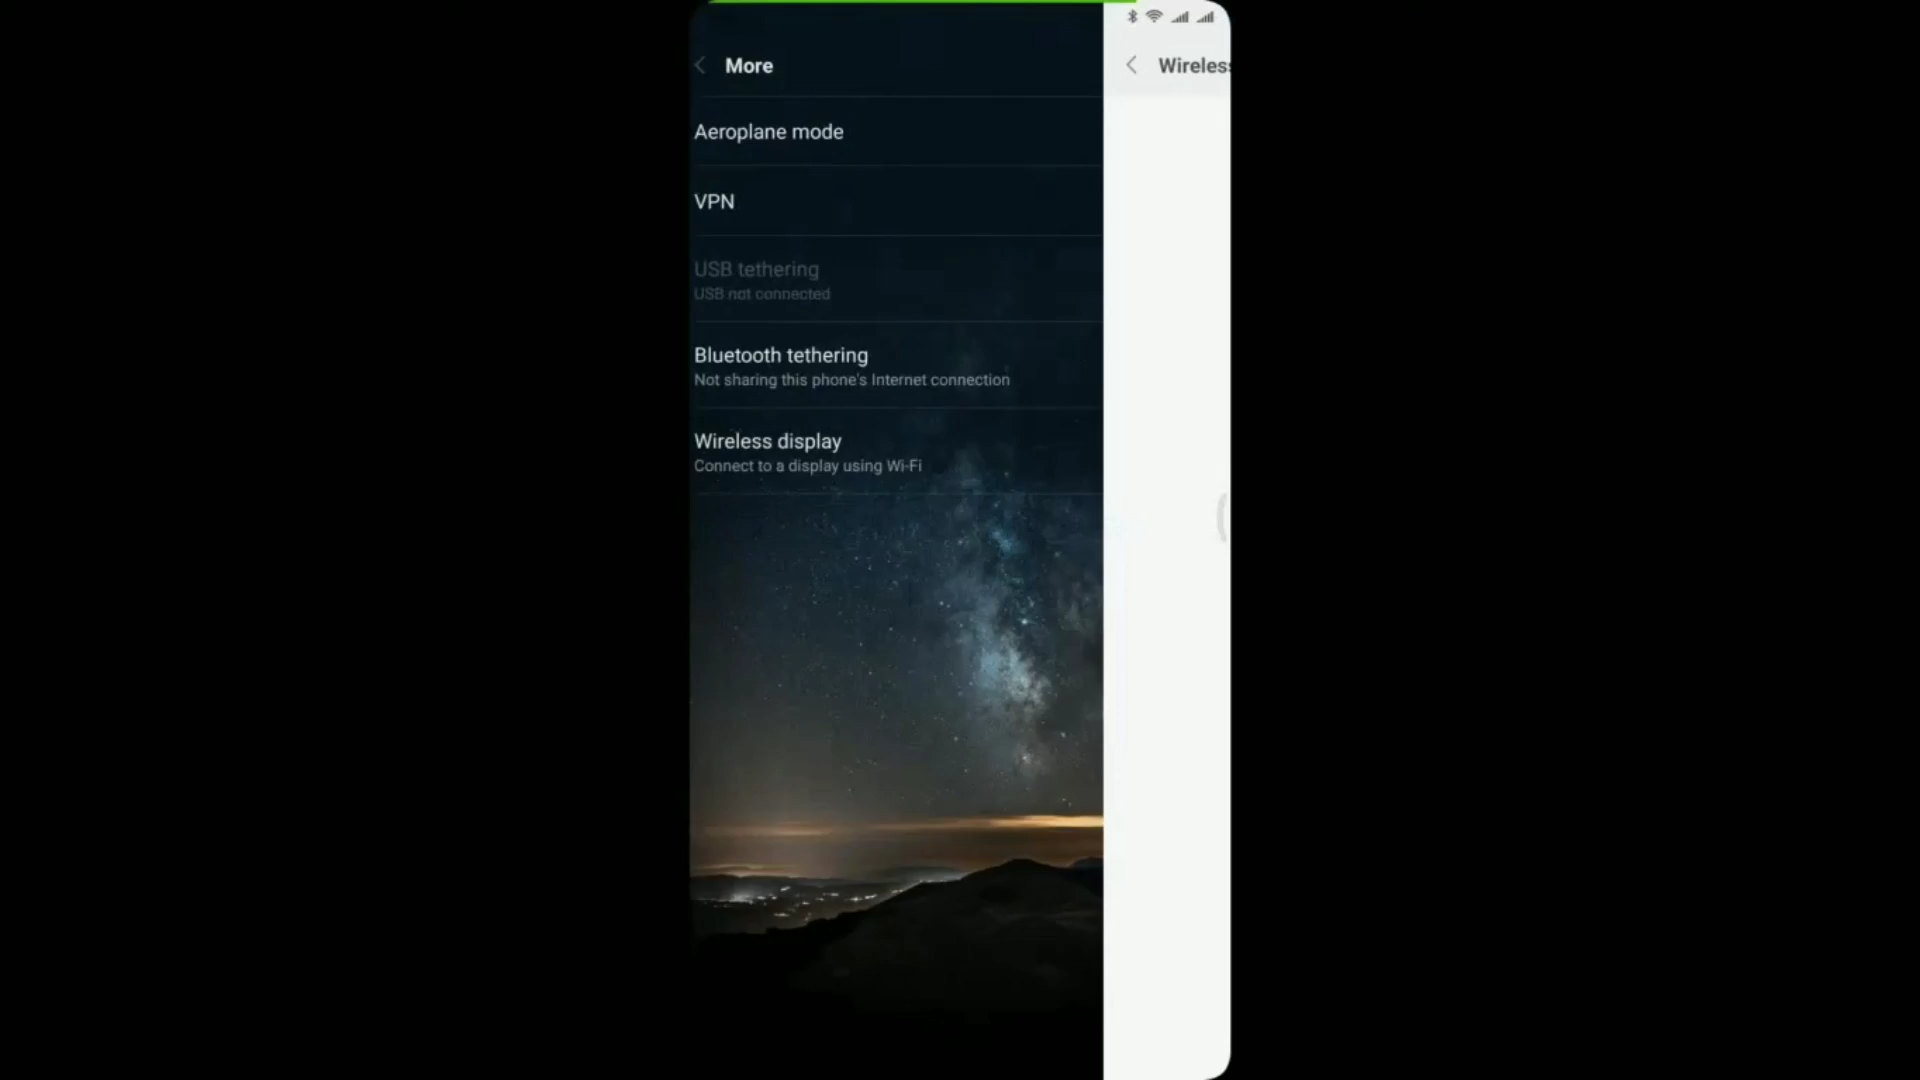 More
Aeroplane mode
VPN
USB tethering
USB not connected
Bluetooth tethering
Not sharing this phone's Internet connection
Wireless display
Connect to a display using Wi-Fi
Wireless